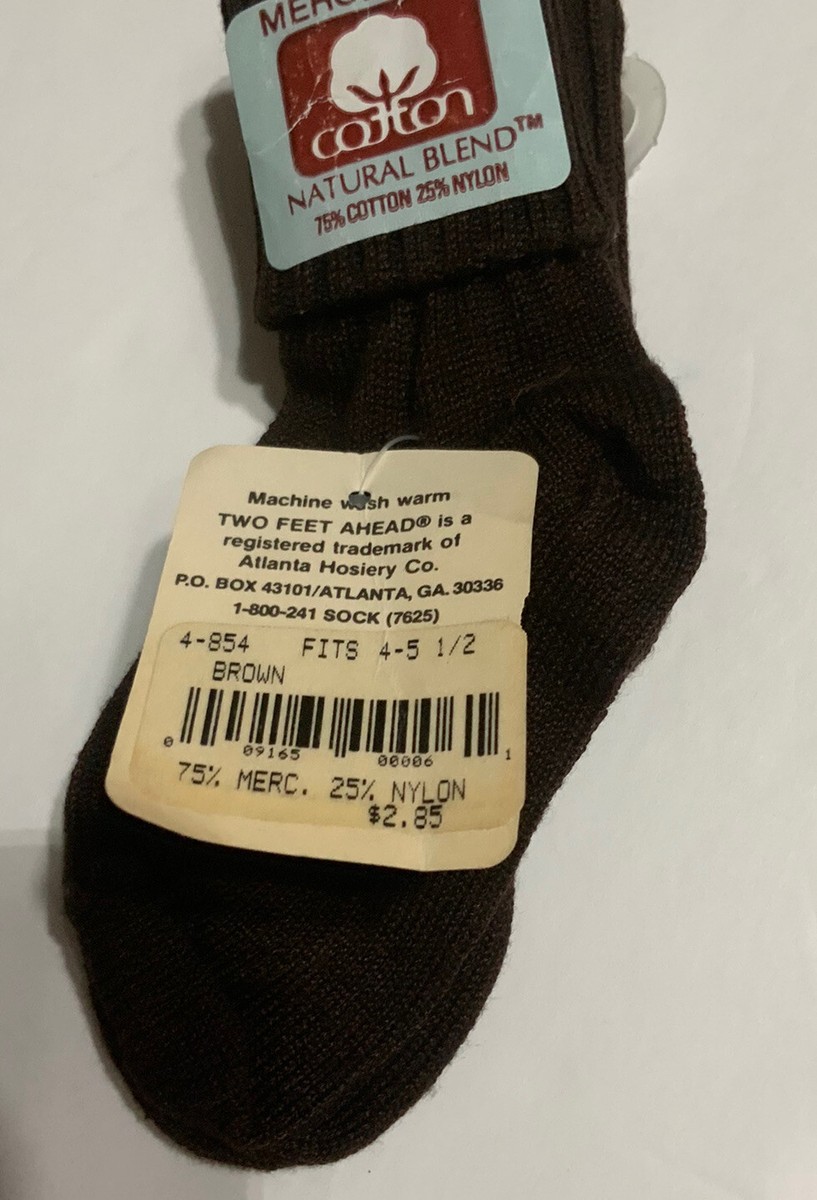 cotton
NATURAL BLEND™
75% COTTON 25% NYLON
Machine wash warm
TWO FEET AHEAD® is a
registered trademark of
Atlanta Hosiery Co.
P.O. BOX 43101/ATLANTA, GA. 30336
1-800-241 SOCK (7625)
4-854 FITS 4-5 1/2
BROWN
0 09165 00006 1
75% MERC. 25% NYLON
$2.85